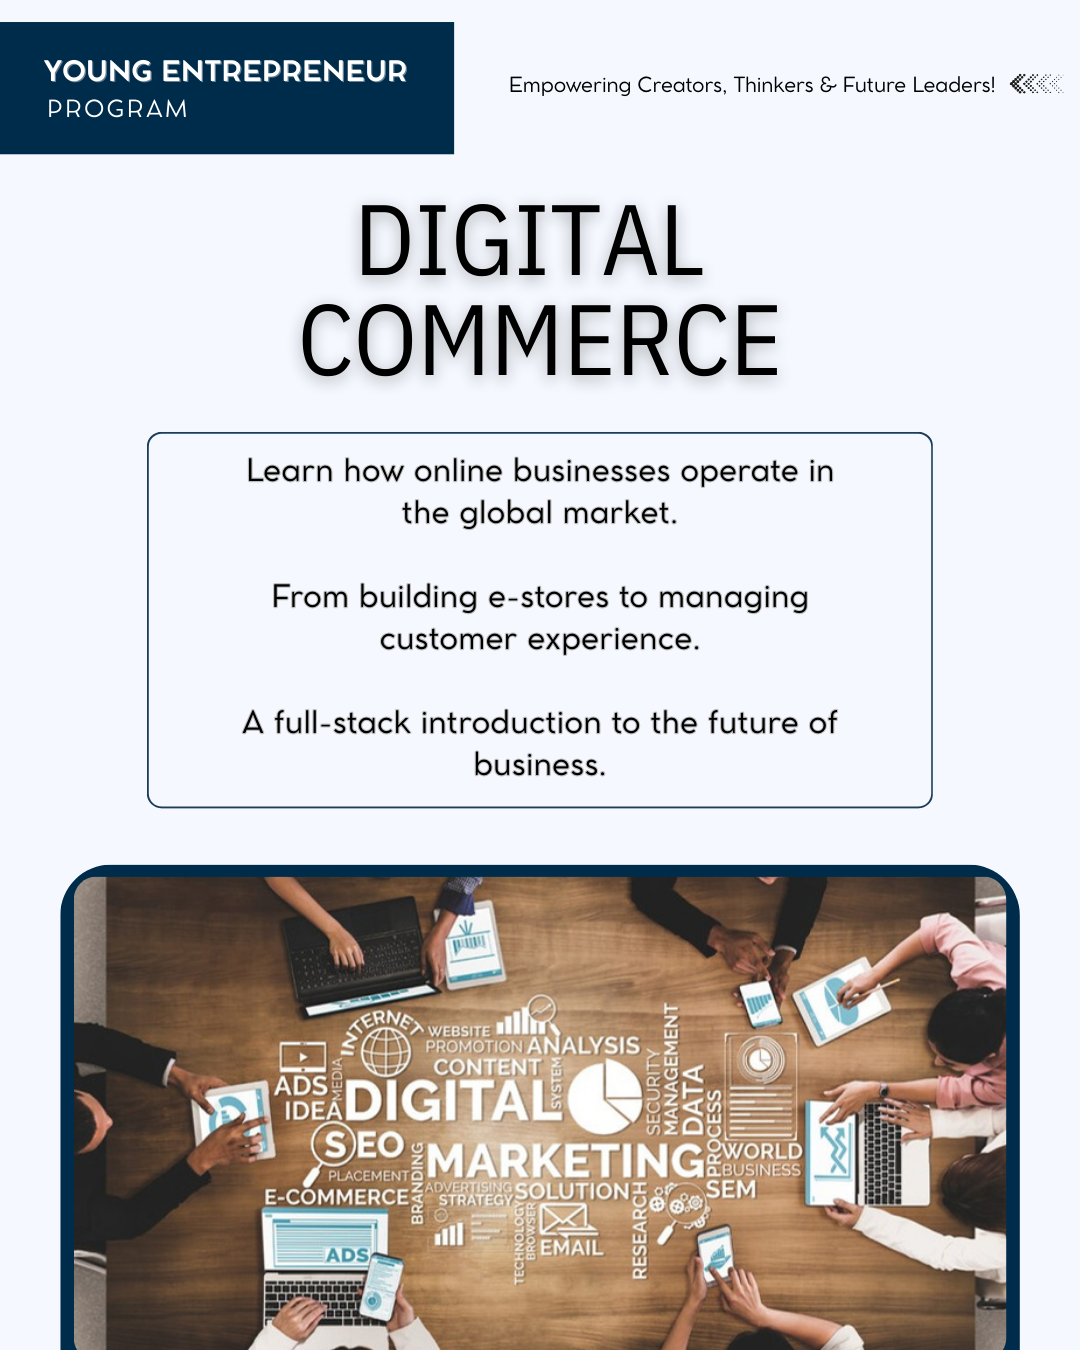 YOUNG ENTREPRENEUR
PROGRAM
Empowering Creators, Thinkers & Future Leaders!
DIGITAL
COMMERCE
Learn how online businesses operate in
the global market.
From building e-stores to managing
customer experience.
A full-stack introduction to the future of
business.
INTERNET
WEBSITE
PROMOTION
ANALYSIS
CONTENT
SYSTEM
ADS
MEDIA
IDEA
DIGITAL
SECURITY
MANAGEMENT
DATA
PROCESS
SEO
MARKETING
WORLD
BUSINESS
PLACEMENT
BRANDING
ADVERTISING
STRATEGY
SOLUTION
SEM
E-COMMERCE
TECHNOLOGY
BROWSER
EMAIL
RESEARCH
ADS